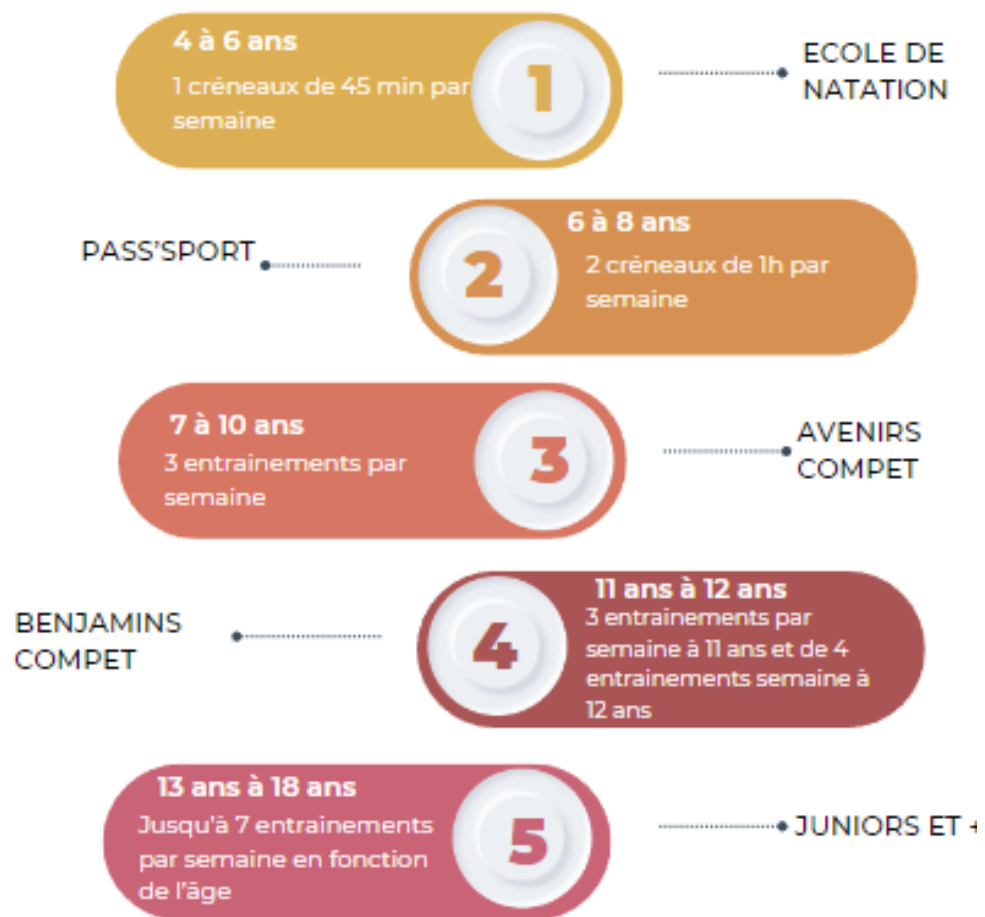 4 à 6 ans
1 créneaux de 45 min par
semaine
1
ECOLE DE
NATATION
PASS'SPORT
2
6 à 8 ans
2 créneaux de 1h par
semaine
7 à 10 ans
3 entrainements par
semaine
3
AVENIRS
COMPET
BENJAMINS
COMPET
4
11 ans à 12 ans
3 entrainements par
semaine à 11 ans et de 4
entrainements semaine à
12 ans
13 ans à 18 ans
Jusqu'à 7 entrainements
par semaine en fonction
de l'âge
5
JUNIORS ET +